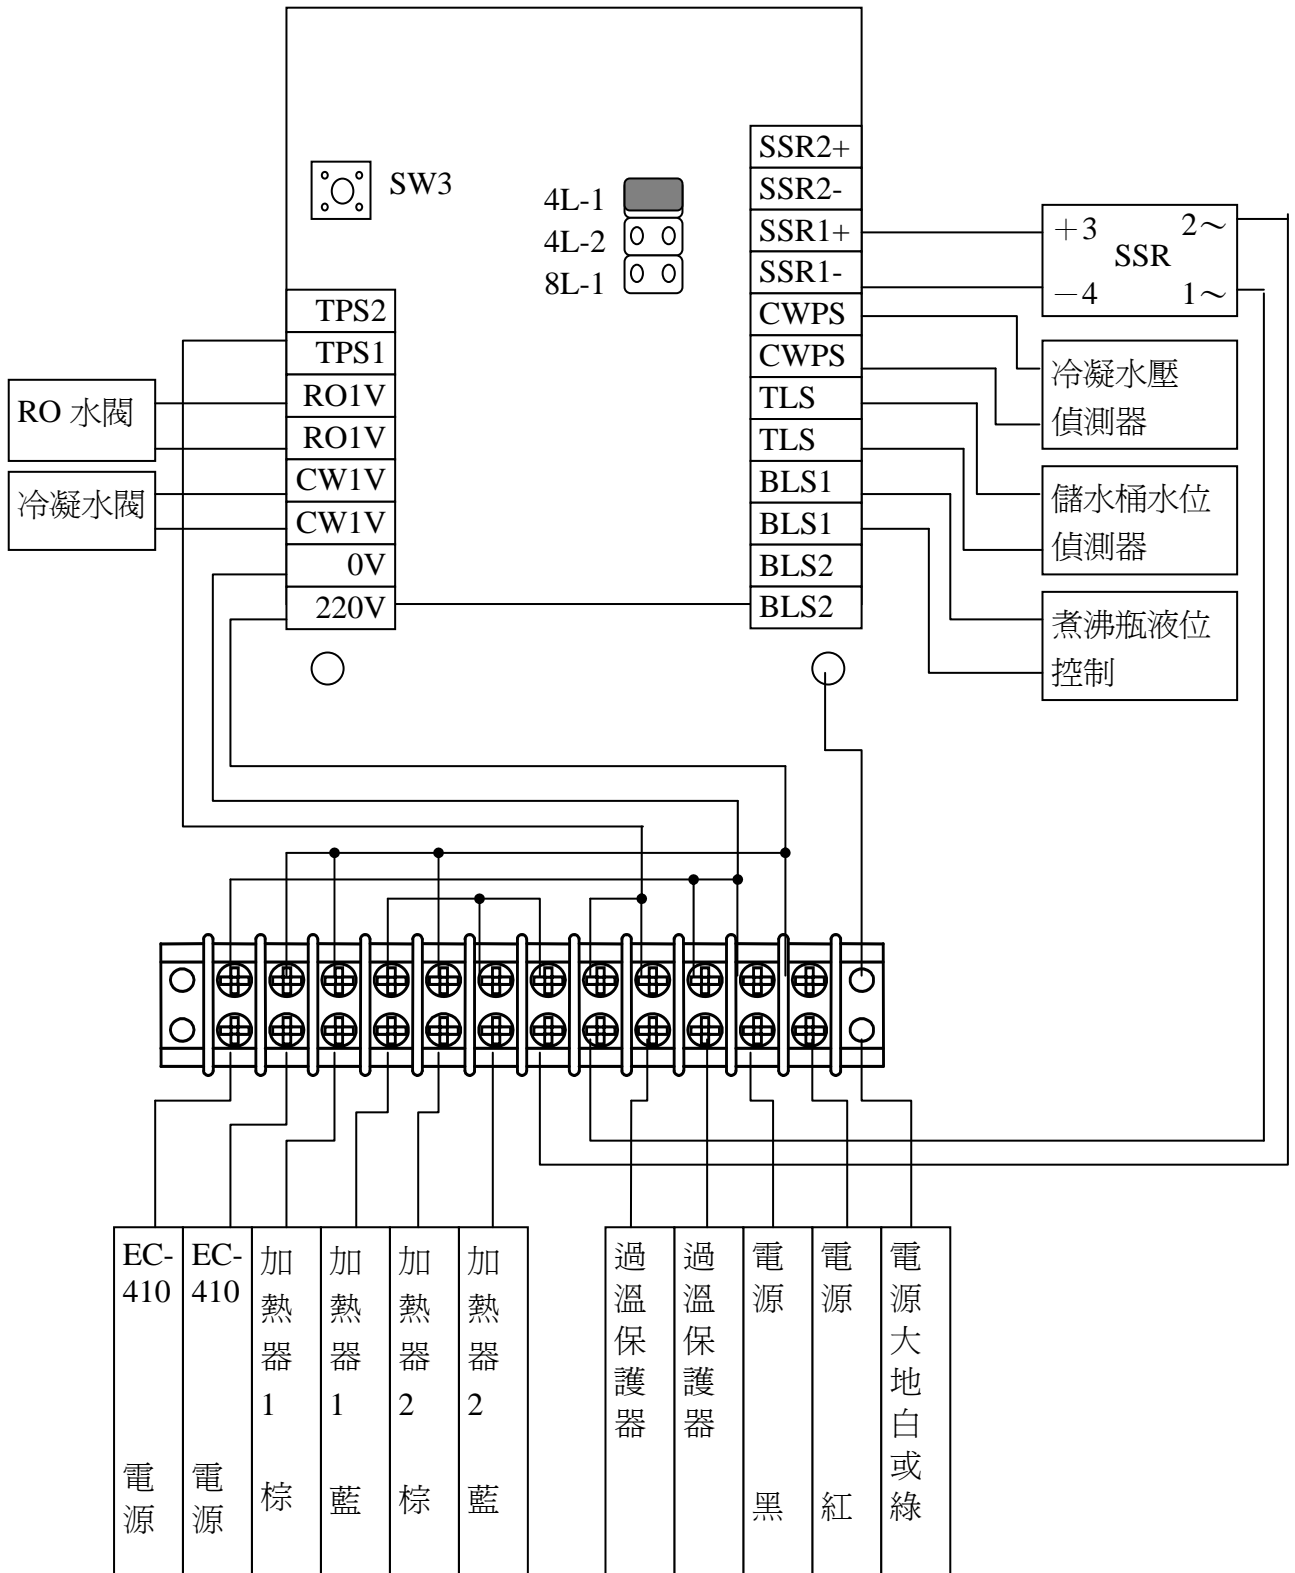 SW3
4L-1
4L-2
8L-1
SSR2+
SSR2-
SSR1+
SSR1-
CWPS
CWPS
TLS
TLS
BLS1
BLS1
BLS2
BLS2
TPS2
TPS1
RO1V
RO1V
CW1V
CW1V
0V
220V
RO 水閥
冷凝水閥
+3 2~
SSR
-4 1~
冷凝水壓
偵測器
儲水桶水位
偵測器
煮沸瓶液位
控制
EC-
410
電源
EC-
410
電源
加熱器1 棕
加熱器1 藍
加熱器2 棕
加熱器2 藍
過溫保護器
過溫保護器
電源 黑
電源 紅
電源大地白或綠